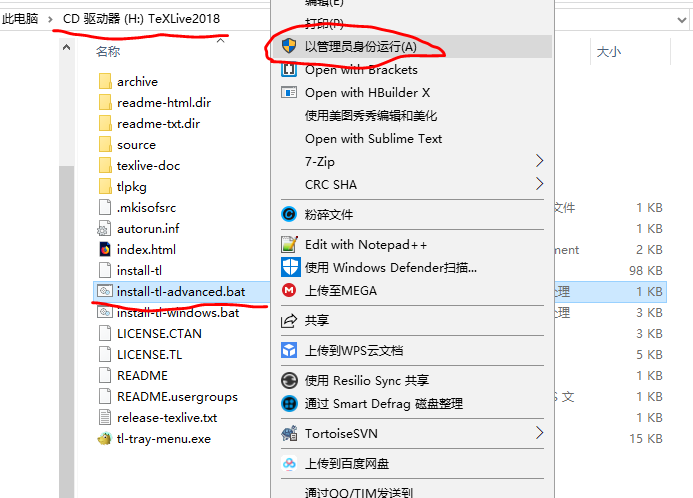 此电脑 > CD 驱动器 (H:) TeXLive2018
名称
大小
archive
readme-html.dir
readme-txt.dir
source
texlive-doc
tlpkg
.mkisofsrc
文件 1 KB
autorun.inf
1 KB
index.html
ment 2 KB
install-tl
98 KB
install-tl-advanced.bat
处理 1 KB
install-tl-windows.bat
处理 3 KB
LICENSE.CTAN
3 KB
LICENSE.TL
5 KB
README
1 KB
README.usergroups
S 文 1 KB
release-texlive.txt
1 KB
tl-tray-menu.exe
15 KB
编辑(E)
打印(P)
以管理员身份运行(A)
Open with Brackets
Open with HBuilder X
使用美图秀秀编辑和美化
Open with Sublime Text
7-Zip
CRC SHA
粉碎文件
Edit with Notepad++
使用 Windows Defender扫描...
上传至MEGA
共享
上传到WPS云文档
使用 Resilio Sync 共享
通过 Smart Defrag 磁盘整理
TortoiseSVN
上传到百度网盘
通过QQ/TIM发送到